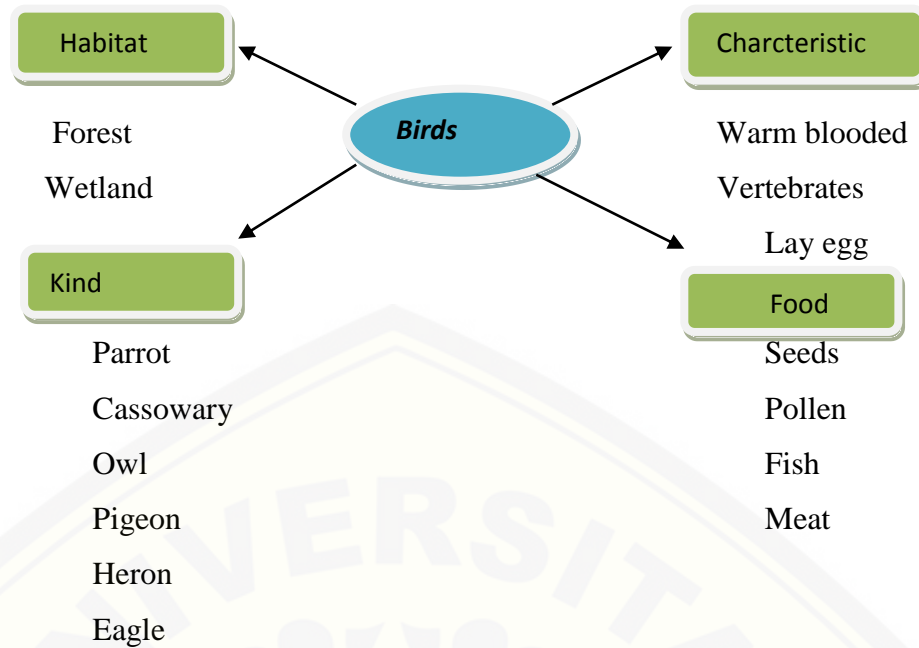 Birds
Habitat
Forest
Wetland
Charcteristic
Warm blooded
Vertebrates
Lay egg
Kind
Parrot
Cassowary
Owl
Pigeon
Heron
Eagle
Food
Seeds
Pollen
Fish
Meat